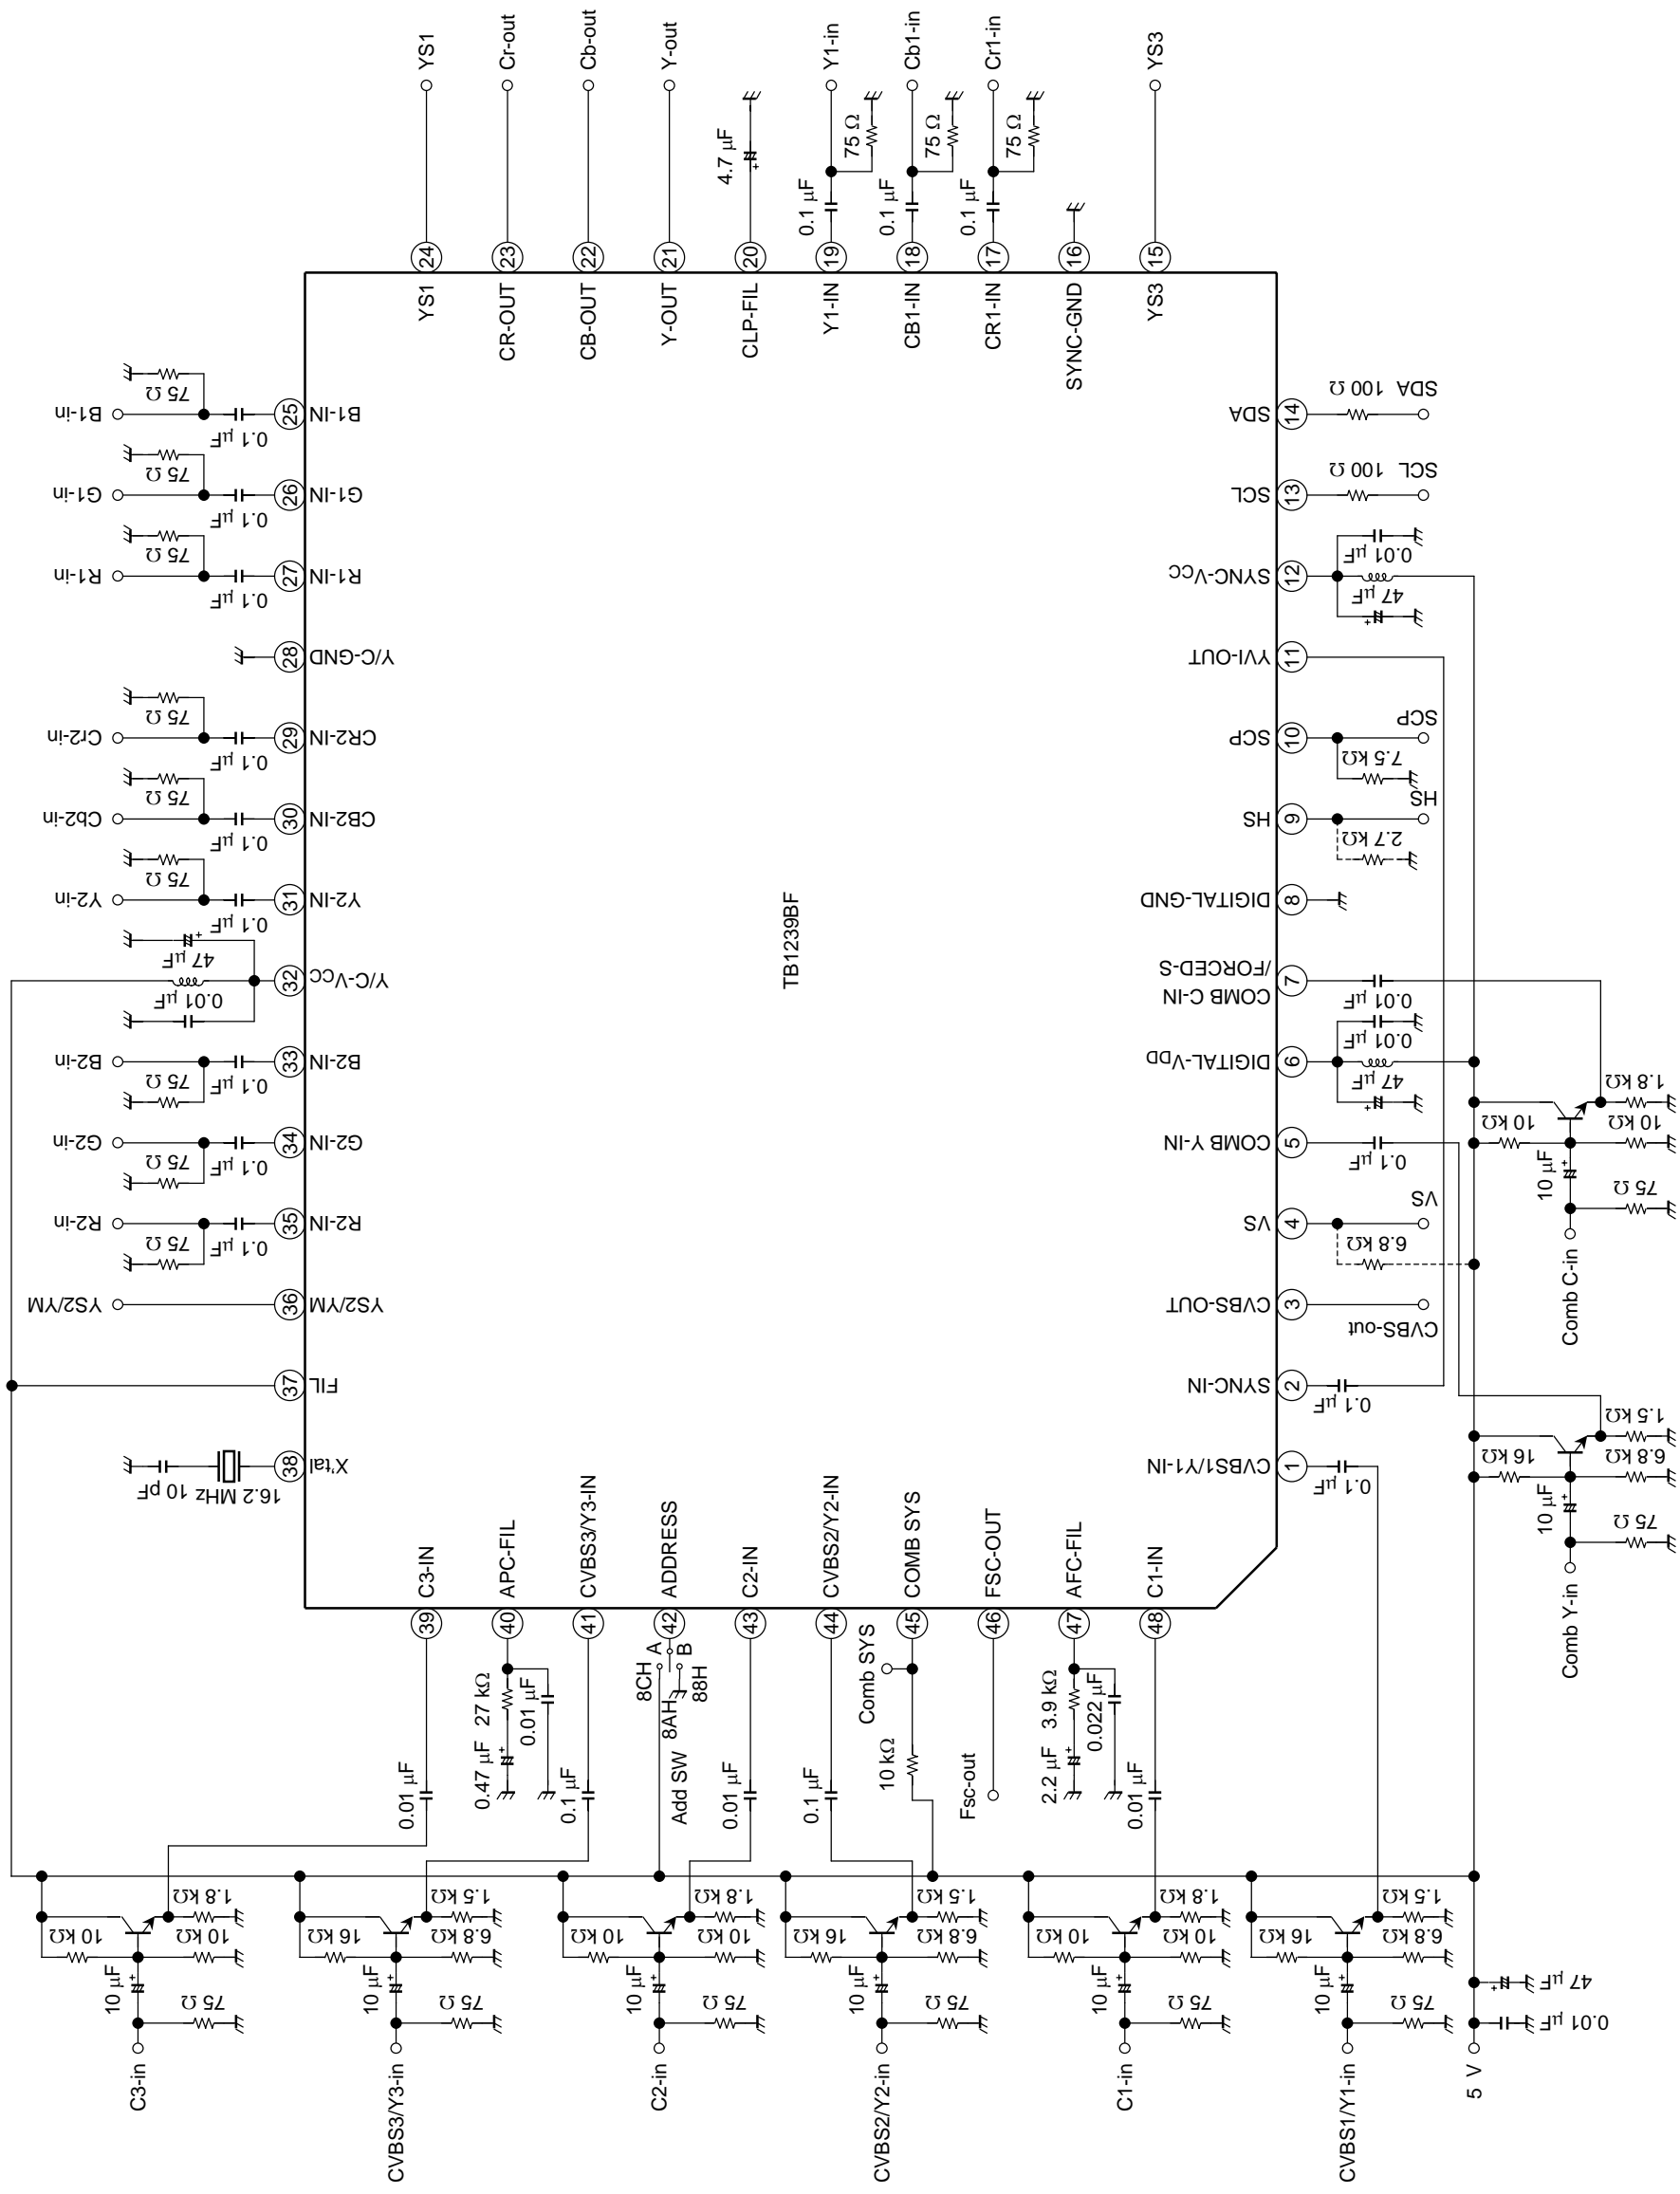 YS1
Cr-out
Cb-out
Y-out
4.7 µF
Y1-in
0.1 µF
75 Ω
Cb1-in
0.1 µF
75 Ω
Cr1-in
0.1 µF
75 Ω
YS3
24
23
22
21
20
19
18
17
16
15
YS1
CR-OUT
CB-OUT
Y-OUT
CLP-FIL
Y1-IN
CB1-IN
CR1-IN
SYNC-GND
YS3
B1-in
75 Ω
0.1 µF
25
B1-IN
G1-in
75 Ω
0.1 µF
26
G1-IN
R1-in
75 Ω
0.1 µF
27
R1-IN
28
Y/C-GND
Cr2-in
75 Ω
0.1 µF
29
CR2-IN
Cb2-in
75 Ω
0.1 µF
30
CB2-IN
Y2-in
75 Ω
0.1 µF
31
Y2-IN
47 µF
0.01 µF
32
Y/C-VCC
B2-in
75 Ω
0.1 µF
33
B2-IN
G2-in
75 Ω
0.1 µF
34
G2-IN
R2-in
75 Ω
0.1 µF
35
R2-IN
YS2/YM
36
YS2/YM
37
FIL
16.2 MHz 10 pF
38
X'tal
TB1239BF
SDA
14
100 Ω
SDA
SCL
13
100 Ω
SCL
SYNC-VCC
12
0.01 µF
47 µF
YVI-OUT
11
SCP
10
7.5 kΩ
SCP
HS
9
2.7 kΩ
HS
DIGITAL-GND
8
COMB C-IN
/FORCED-S
7
0.01 µF
DIGITAL-VDD
6
0.01 µF
47 µF
COMB Y-IN
5
0.1 µF
VS
4
6.8 kΩ
VS
CVBS-OUT
3
CVBS-out
SYNC-IN
2
0.1 µF
CVBS1/Y1-IN
1
0.1 µF
Comb C-in
75 Ω
10 µF
10 kΩ
10 kΩ
1.8 kΩ
Comb Y-in
75 Ω
10 µF
16 kΩ
6.8 kΩ
1.5 kΩ
C3-IN
APC-FIL
CVBS3/Y3-IN
ADDRESS
C2-IN
CVBS2/Y2-IN
COMB SYS
FSC-OUT
AFC-FIL
C1-IN
39
40
41
42
43
44
45
46
47
48
0.01 µF
0.47 µF 27 kΩ
0.01 µF
0.1 µF
8CH
A
B
8AH
88H
Add SW
0.01 µF
0.1 µF
Comb SYS
10 kΩ
Fsc-out
2.2 µF 3.9 kΩ
0.022 µF
0.01 µF
C3-in
75 Ω
10 µF
10 kΩ
10 kΩ
1.8 kΩ
CVBS3/Y3-in
75 Ω
10 µF
16 kΩ
6.8 kΩ
1.5 kΩ
C2-in
75 Ω
10 µF
10 kΩ
10 kΩ
1.8 kΩ
CVBS2/Y2-in
75 Ω
10 µF
16 kΩ
6.8 kΩ
1.5 kΩ
C1-in
75 Ω
10 µF
10 kΩ
10 kΩ
1.8 kΩ
CVBS1/Y1-in
75 Ω
10 µF
16 kΩ
6.8 kΩ
1.5 kΩ
5 V
0.01 µF
47 µF